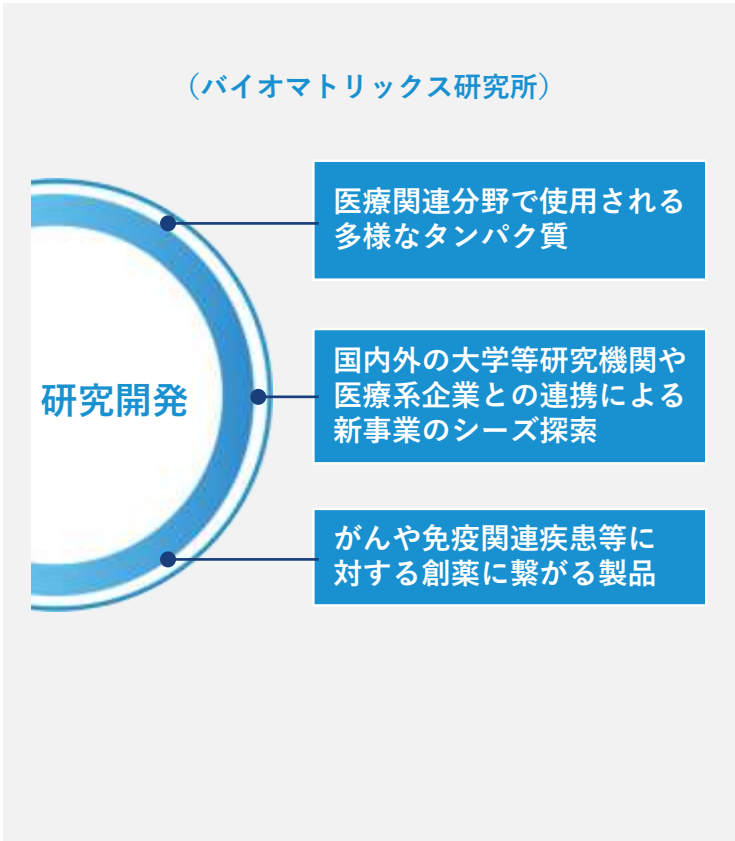 （バイオマトリックス研究所）
医療関連分野で使用される
多様なタンパク質
国内外の大学等研究機関や
医療系企業との連携による
新事業のシーズ探索
研究開発
がんや免疫関連疾患等に
対する創薬に繋がる製品